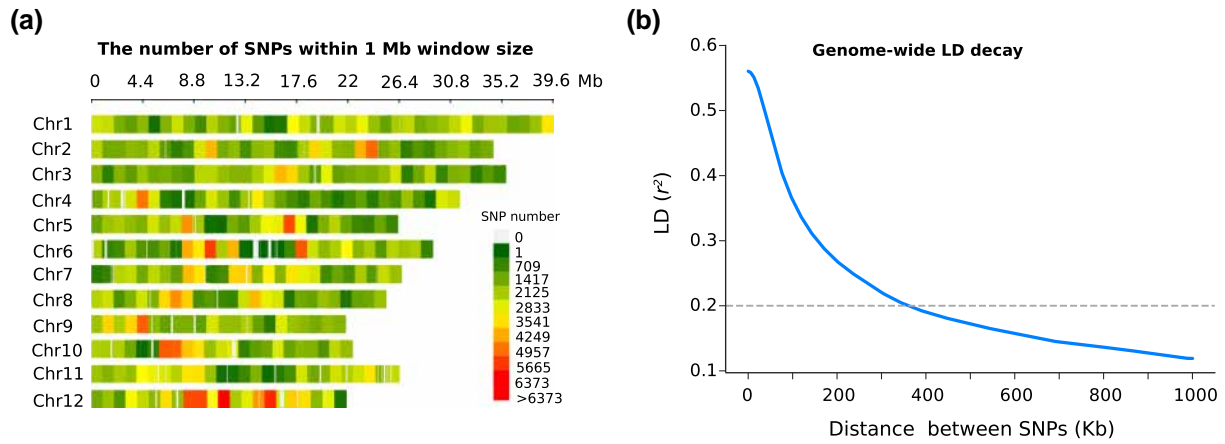 (a)
The number of SNPs within 1 Mb window size
0 4.4 8.8 13.2 17.6 22 26.4 30.8 35.2 39.6 Mb
Chr1
Chr2
Chr3
Chr4
Chr5
Chr6
Chr7
Chr8
Chr9
Chr10
Chr11
Chr12
SNP number
0
1
709
1417
2125
2833
3541
4249
4957
5665
6373
>6373
(b)
Genome-wide LD decay
LD (r²)
0.6
0.5
0.4
0.3
0.2
0.1
0 200 400 600 800 1000
Distance between SNPs (Kb)